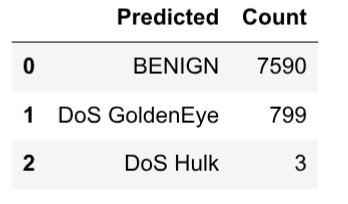 Predicted Count
0 BENIGN 7590
1 DoS GoldenEye 799
2 DoS Hulk 3